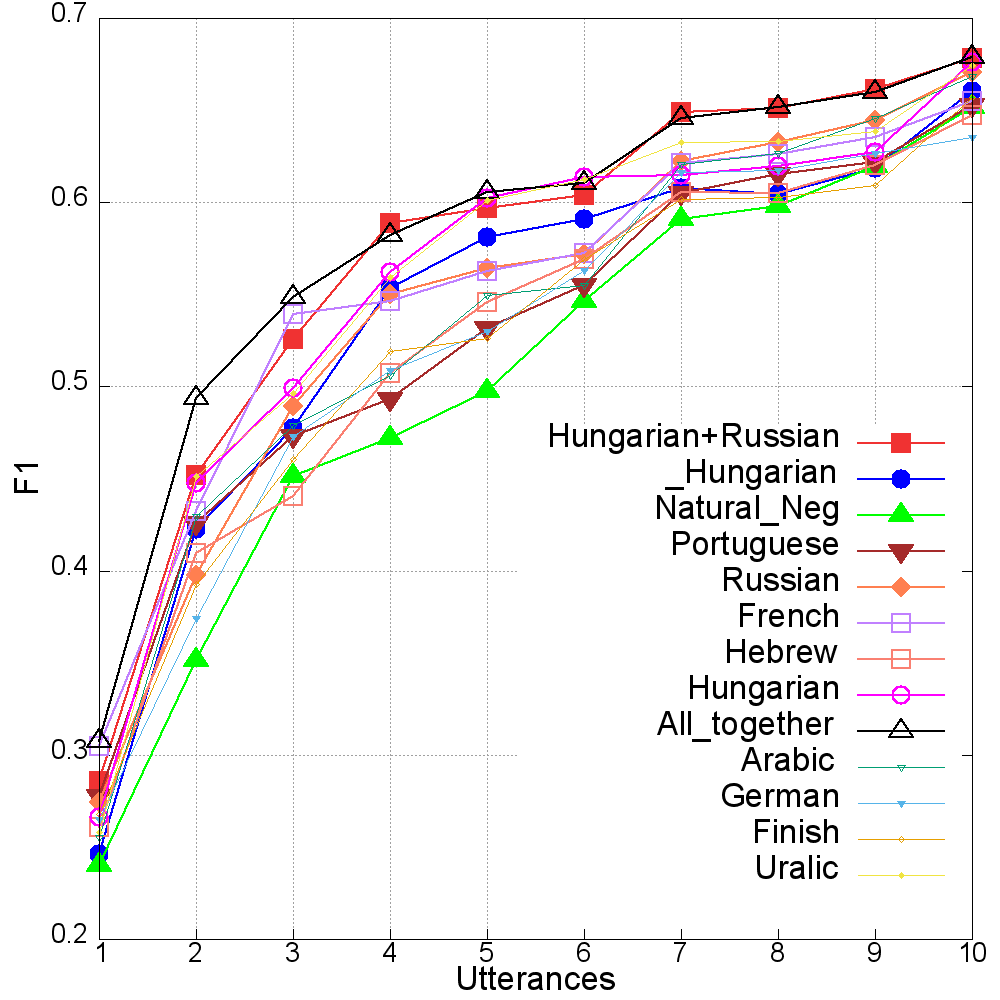 0.7
0.6
0.5
0.4
0.3
0.2
F1
Hungarian+Russian
_Hungarian
Natural_Neg
Portuguese
Russian
French
Hebrew
Hungarian
All_together
Arabic
German
Finish
Uralic
1 2 3 4 5 6 7 8 9 10
Utterances